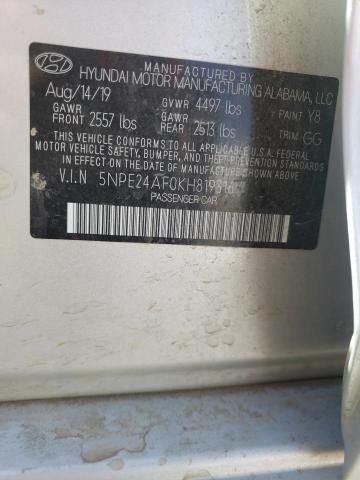 MANUFACTURED BY
HYUNDAI MOTOR MANUFACTURING ALABAMA, LLC
Aug/14/19 GVWR 4497 lbs PAINT Y8
GAWR GAWR
FRONT 2557 lbs REAR 2513 lbs TRIM GG
THIS VEHICLE CONFORMS TO ALL APPLICABLE U.S.A. FEDERAL
MOTOR VEHICLE SAFETY, BUMPER, AND THEFT-PREVENTION STANDARDS
IN EFFECT ON THE DATE OF MANUFACTURE SHOWN ABOVE.
V.I.N
PASSENGER CAR